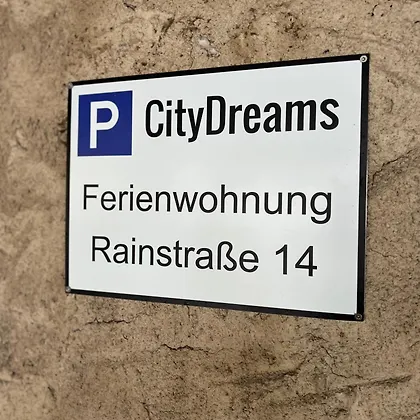 P CityDreams
Ferienwohnung
Rainstraße 14